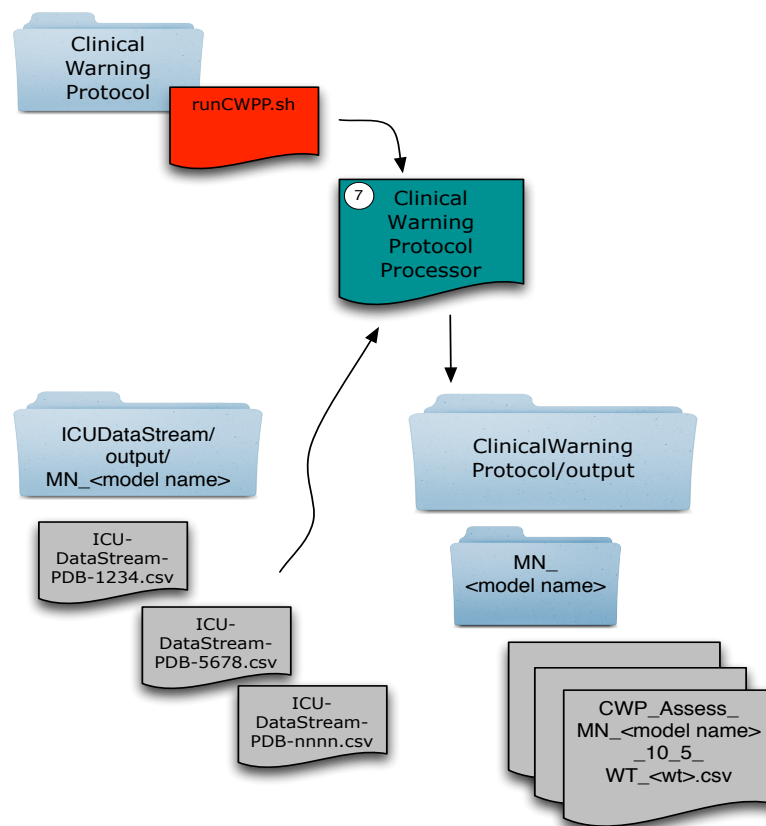 Clinical
Warning
Protocol
runCWPP.sh
7
Clinical
Warning
Protocol
Processor
ICUDataStream/
output/
MN_<model name>
ClinicalWarning
Protocol/output
ICU-
DataStream-
PDB-1234.csv
MN_
<model name>
ICU-
DataStream-
PDB-5678.csv
ICU-
DataStream-
PDB-nnnn.csv
CWP_Assess_
MN_<model name>
_10_5_
WT_<wt>.csv